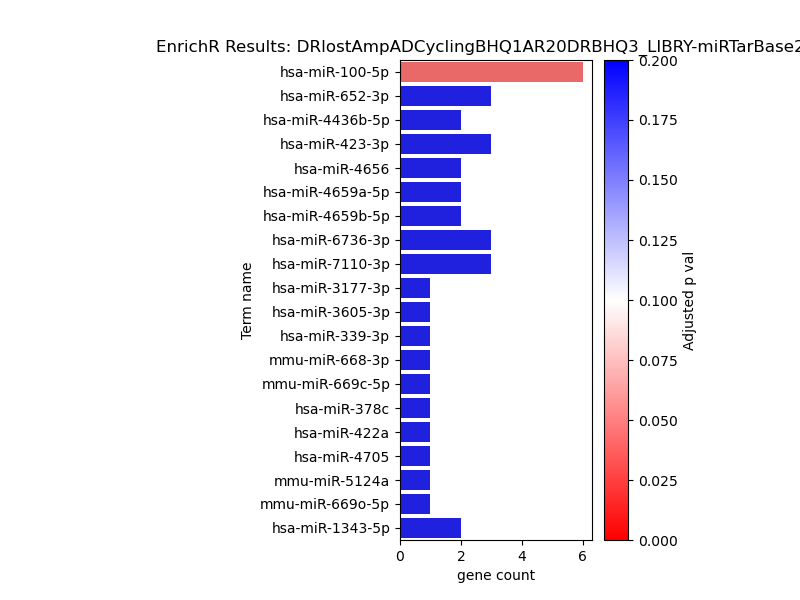 EnrichR Results: DRlostAmpADCyclingBHQ1AR20DRBHQ3_LIBRY-miRTarBase2
hsa-miR-100-5p
hsa-miR-652-3p
hsa-miR-4436b-5p
hsa-miR-423-3p
hsa-miR-4656
hsa-miR-4659a-5p
hsa-miR-4659b-5p
hsa-miR-6736-3p
hsa-miR-7110-3p
hsa-miR-3177-3p
hsa-miR-3605-3p
hsa-miR-339-3p
mmu-miR-668-3p
mmu-miR-669c-5p
hsa-miR-378c
hsa-miR-422a
hsa-miR-4705
mmu-miR-5124a
mmu-miR-669o-5p
hsa-miR-1343-5p
Term name
0 2 4 6
gene count
0.200
0.175
0.150
0.125
0.100
0.075
0.050
0.025
0.000
Adjusted p val